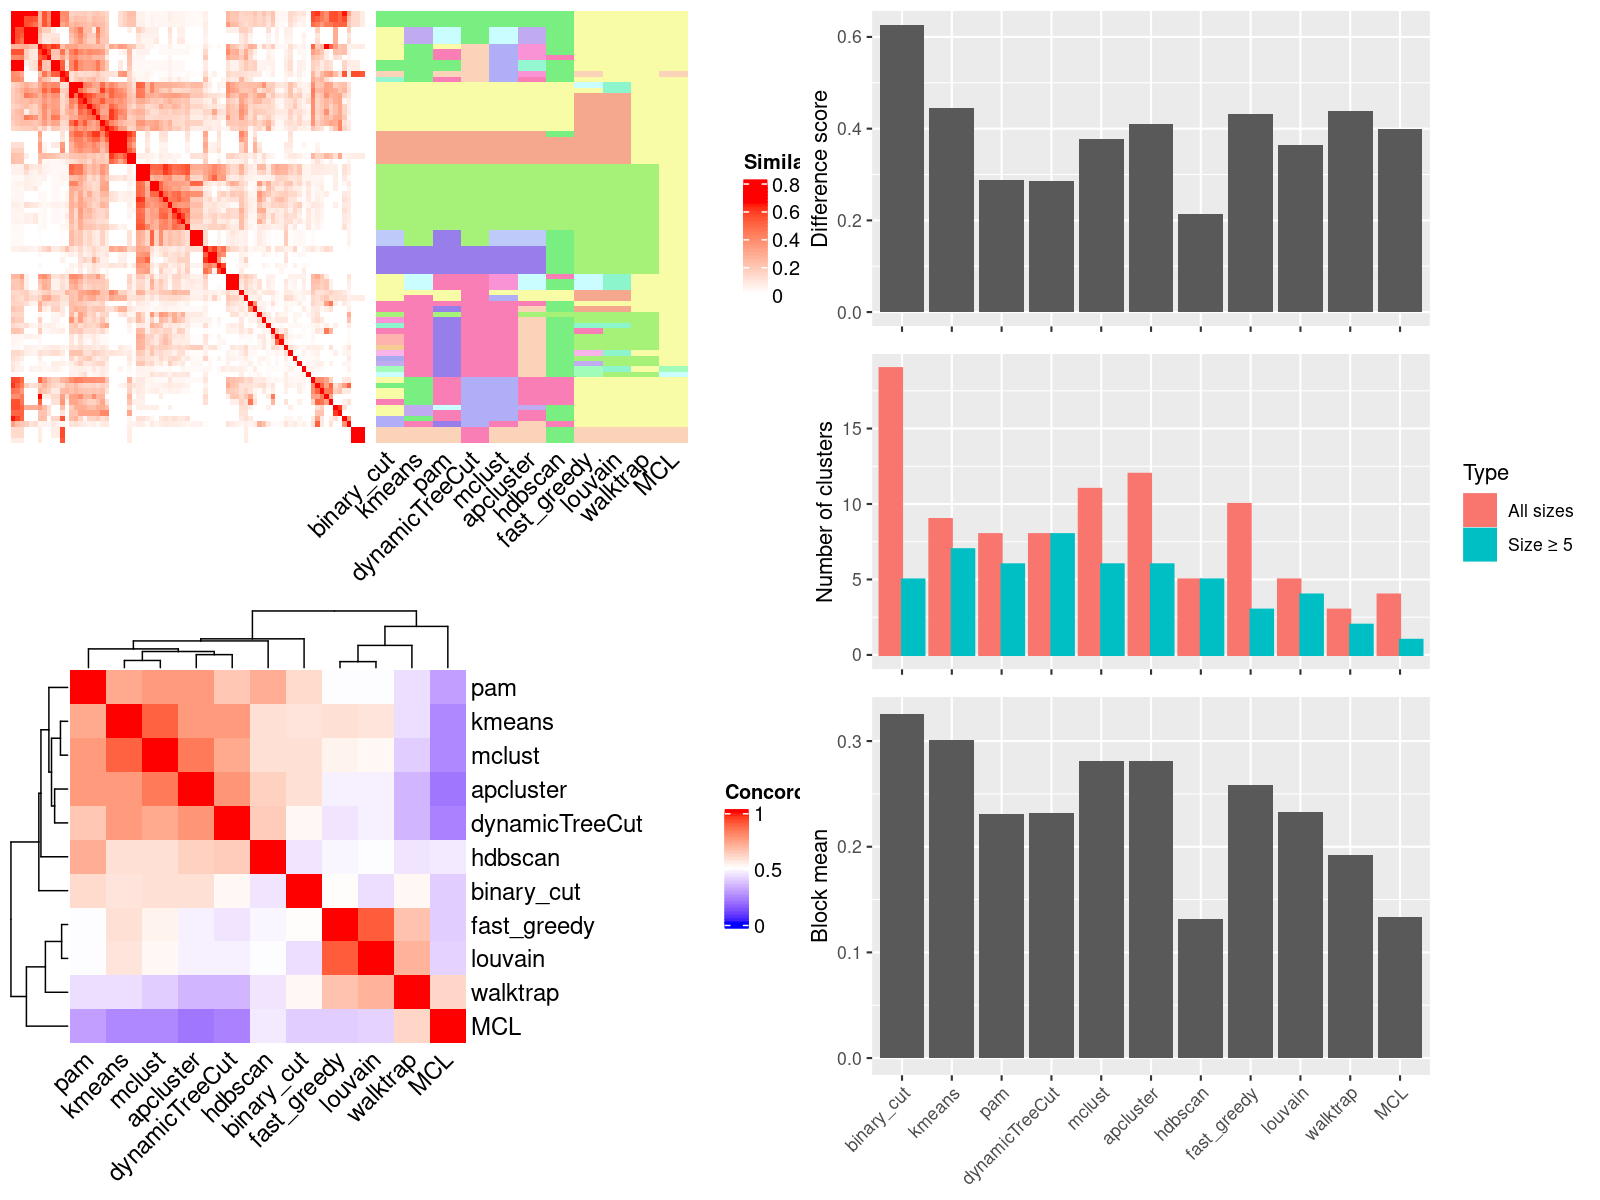 Simila
0.8
0.6
0.4
0.2
0
binary_cut
kmeans
pam
dynamicTreeCut
mclust
apcluster
hdbscan
fast_greedy
louvain
walktrap
MCL
Difference score
0.6
0.4
0.2
0.0
Number of clusters
15
10
5
0
Type
All sizes
Size ≥ 5
pam
kmeans
mclust
apcluster
dynamicTreeCut
hdbscan
binary_cut
fast_greedy
louvain
walktrap
MCL
pam
kmeans
mclust
apcluster
dynamicTreeCut
hdbscan
binary_cut
fast_greedy
louvain
walktrap
MCL
Concord
1
0.5
0
Block mean
0.3
0.2
0.1
0.0
binary_cut
kmeans
pam
dynamicTreeCut
mclust
apcluster
hdbscan
fast_greedy
louvain
walktrap
MCL